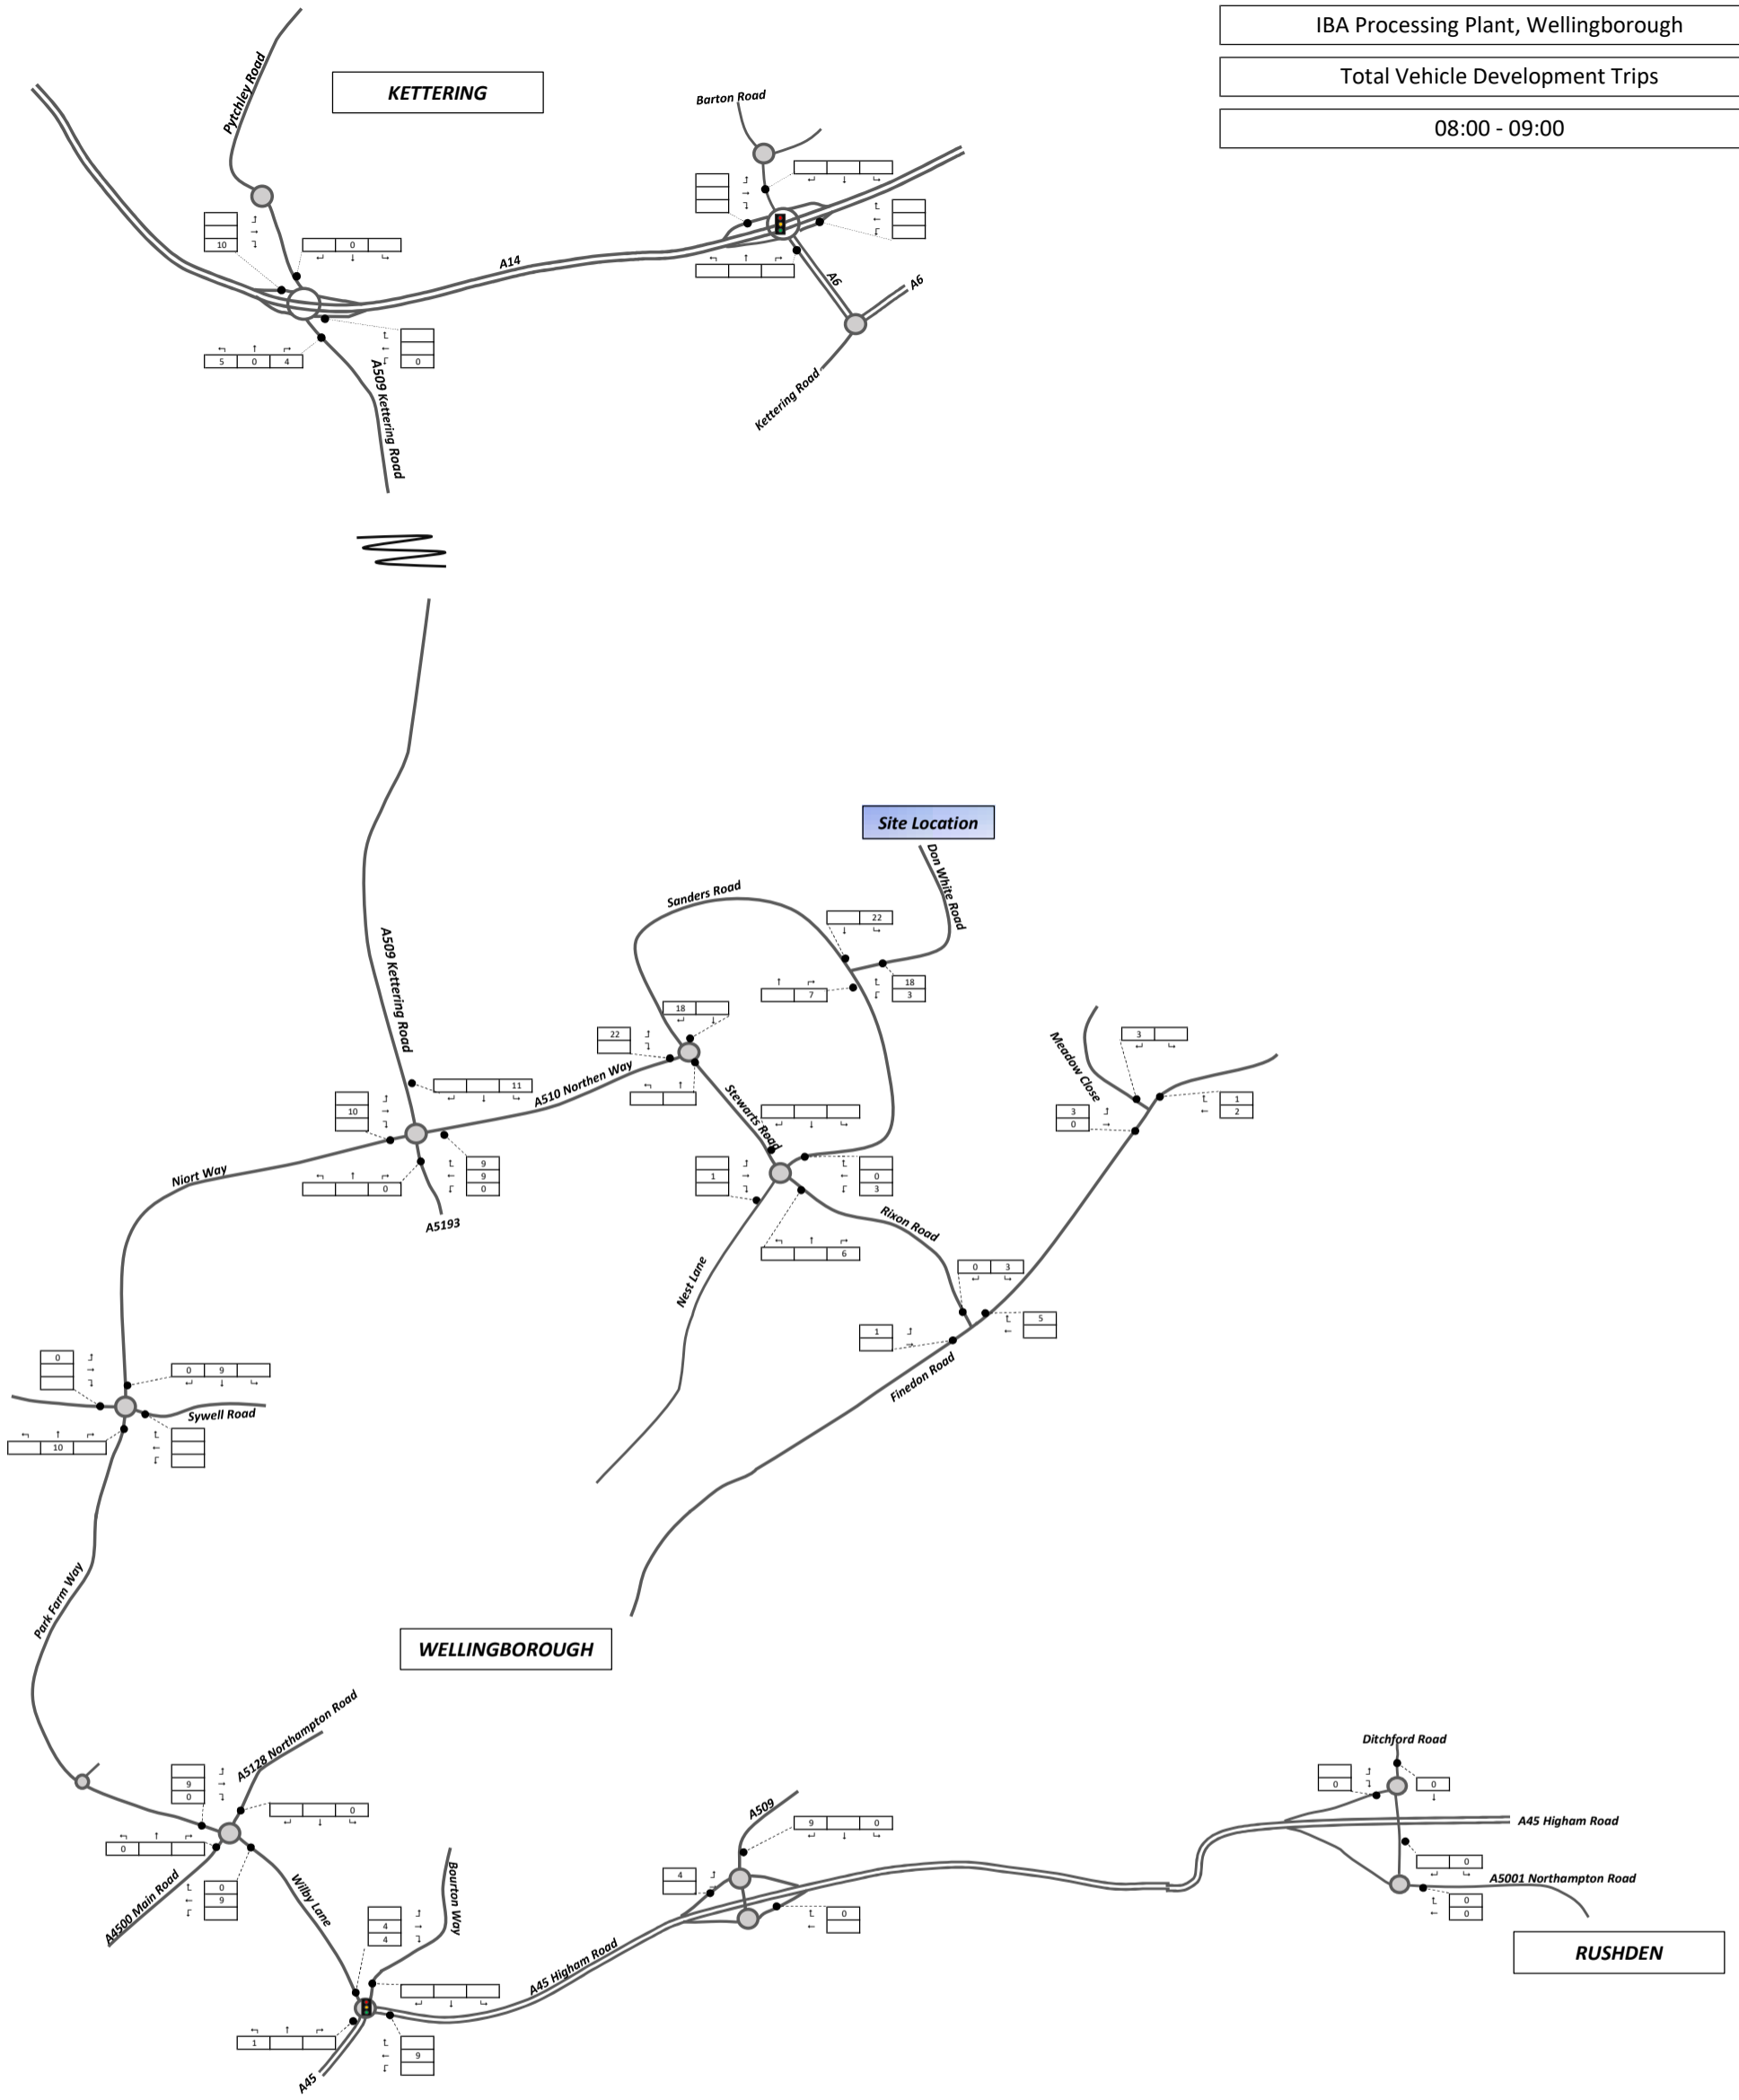 IBA Processing Plant, Wellingborough
Total Vehicle Development Trips
08:00 - 09:00
KETTERING
Pytchley Road
Barton Road
10
0
A14
A6
A6
5 0 4
0
A509 Kettering Road
Kettering Road
Site Location
Don White Road
Sanders Road
22
18
3
7
A509 Kettering Road
18
22
Meadow Close
3
1
2
3
0
11
A510 Northen Way
Stewarts Road
10
9
9
0
0
A5193
Niort Way
1
0
3
6
Rixon Road
Nest Lane
0 3
5
1
Finedon Road
0
0 9
Sywell Road
10
Park Farm Way
WELLINGBOROUGH
A5128 Northampton Road
9
0
0
0
A4500 Main Road
0
9
Wilby Lane
Bourton Way
4
4
1
9
A45
A45 Higham Road
A509
9 0
4
0
Ditchford Road
0
0
A45 Higham Road
0
A5001 Northampton Road
0
0
RUSHDEN